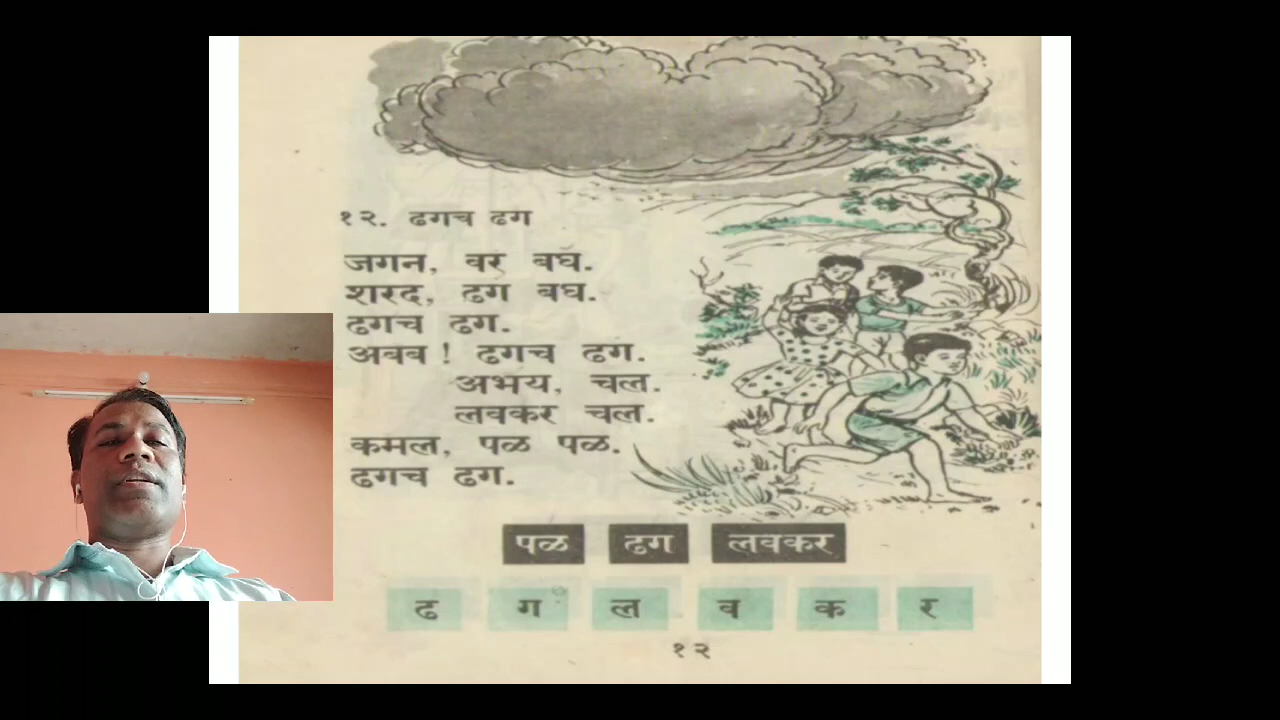 १२. ढगच ढग
जगन, वर बघ.
शरद, ढग बघ.
ढगच ढग.
अबब ! ढगच ढग.
अभय, चल.
लवकर चल.
कमल, पळ पळ.
ढगच ढग.
पळ ढग लवकर
ढ ग ल व क र
१२